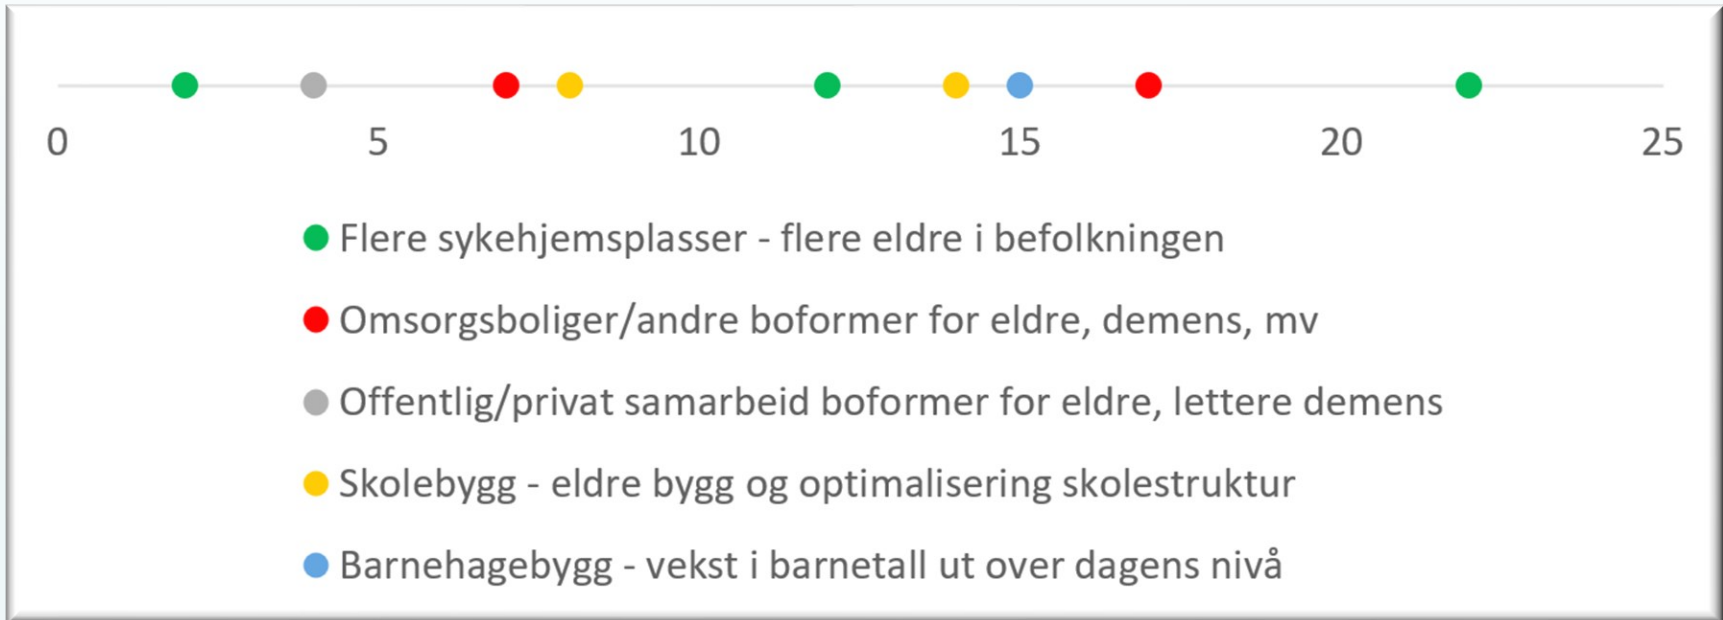 0 5 10 15 20 25
Flere sykehjemsplasser - flere eldre i befolkningen
Omsorgsboliger/andre boformer for eldre, demens, mv
Offentlig/privat samarbeid boformer for eldre, lettere demens
Skolebygg - eldre bygg og optimalisering skolestruktur
Barnehagebygg - vekst i barnetall ut over dagens nivå